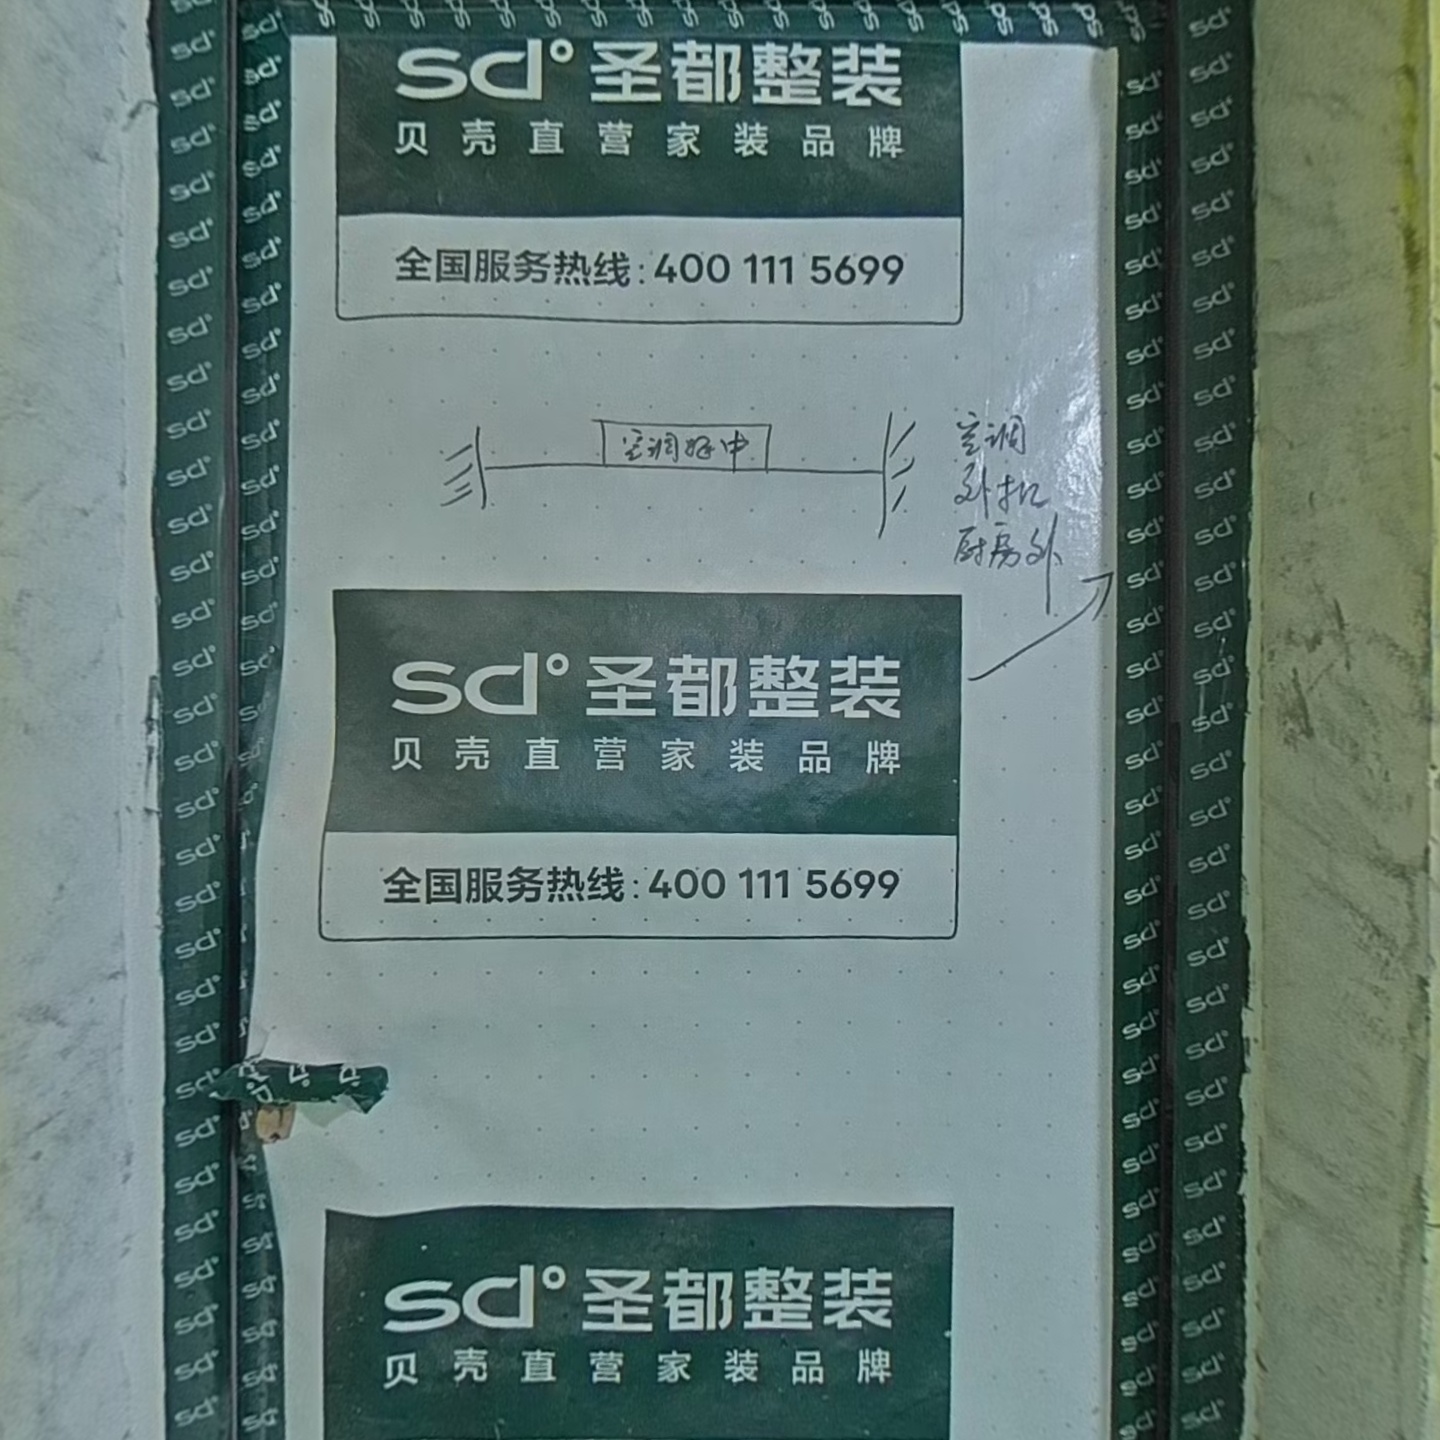 sd° 圣都整装
贝壳直营家装品牌
全国服务热线:400 111 5699
空调居中
空调
外机
厨房外
sd° 圣都整装
贝壳直营家装品牌
全国服务热线:400 111 5699
sd° 圣都整装
贝壳直营家装品牌